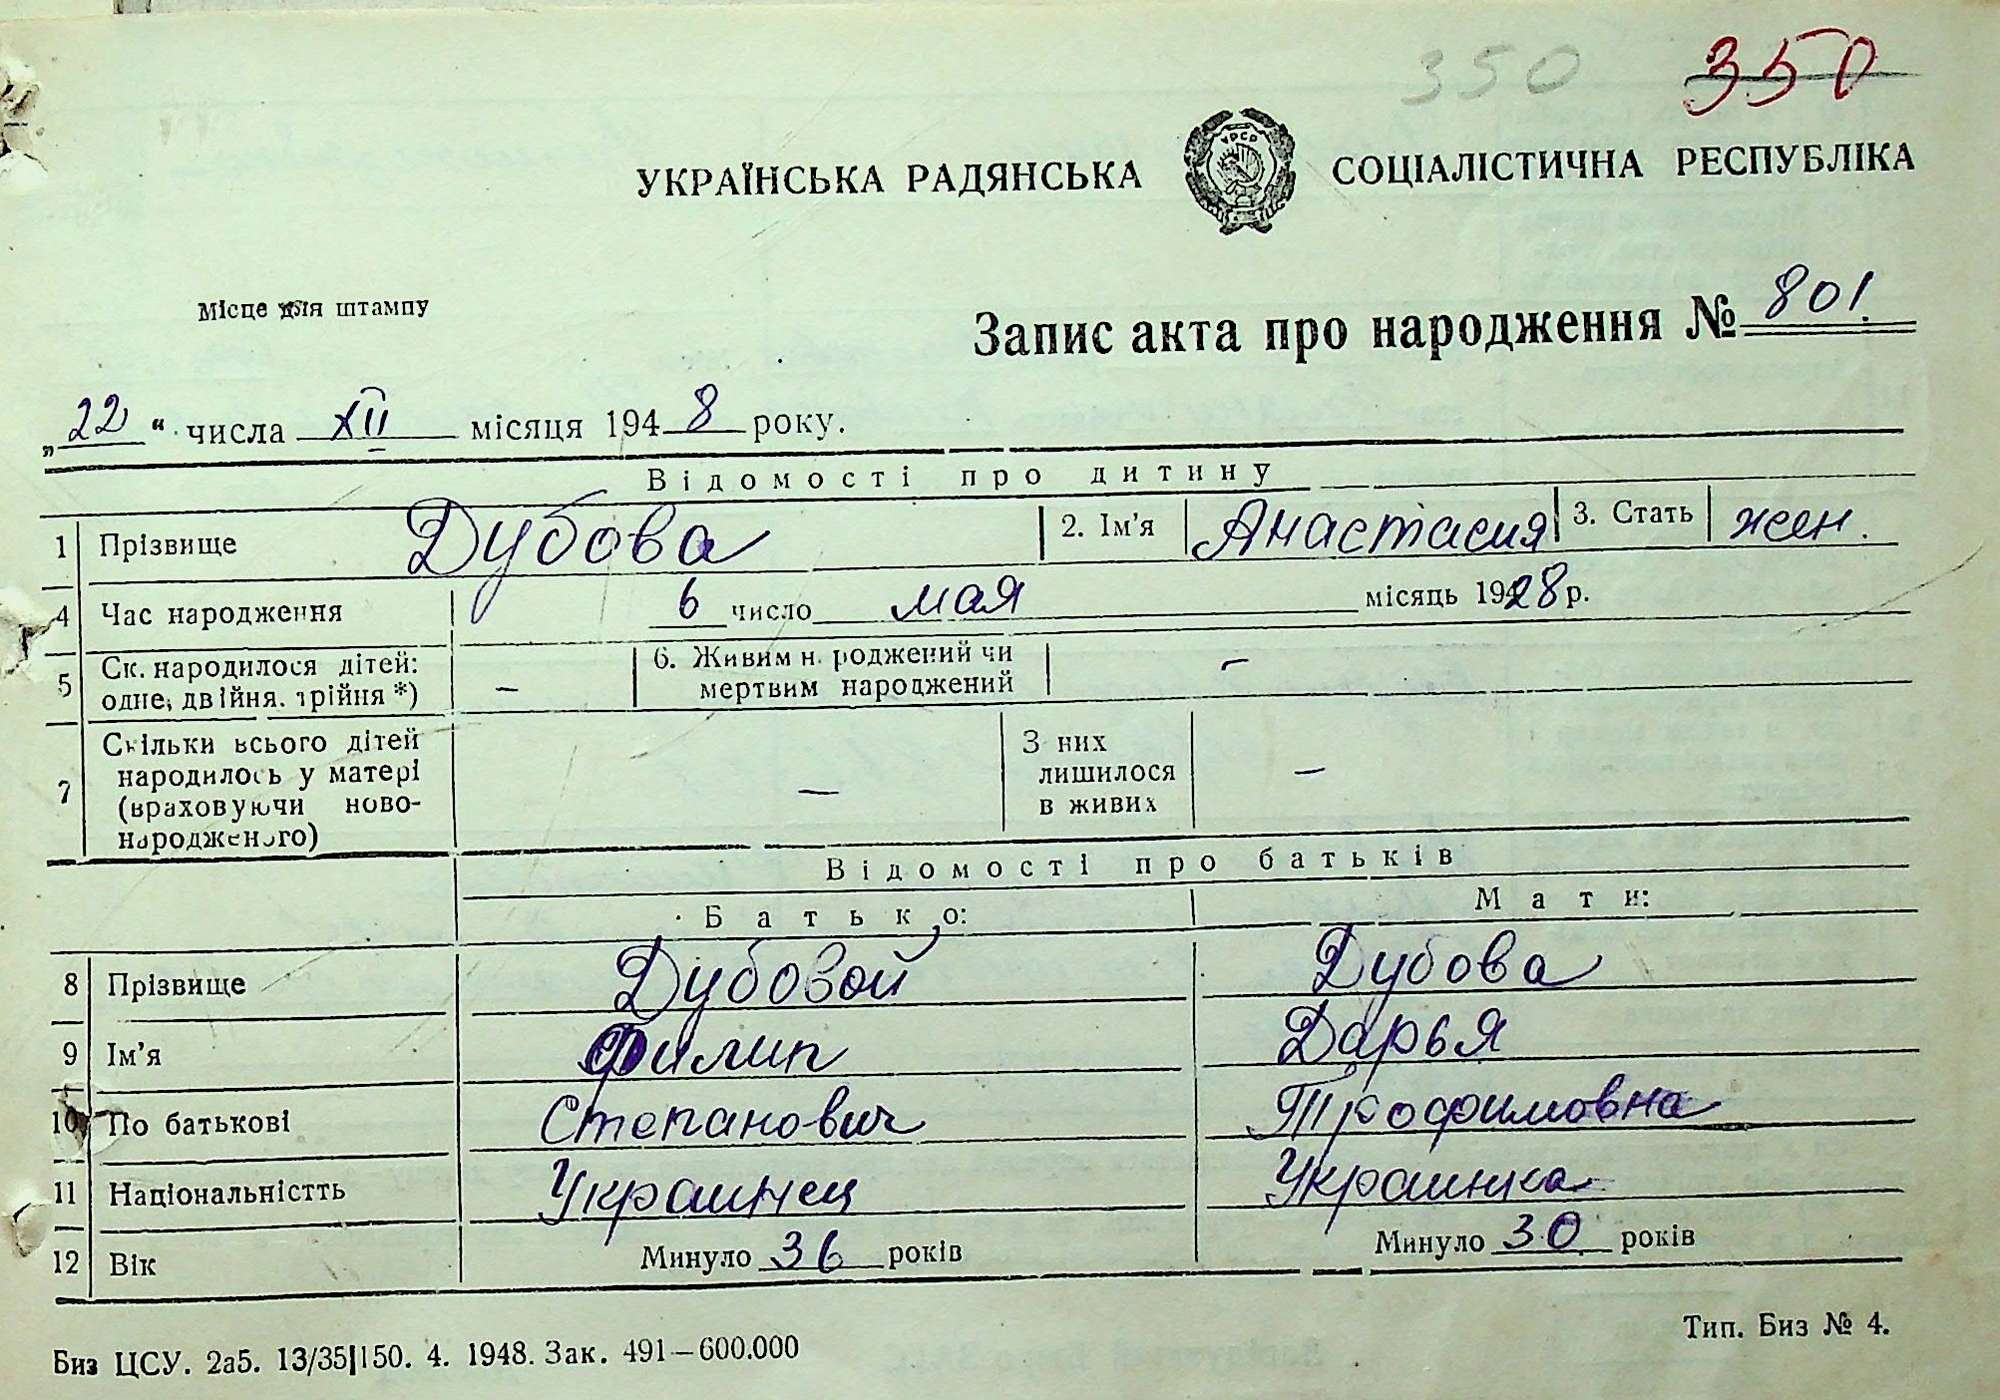 350 350
УРСР
УКРАЇНСЬКА РАДЯНСЬКА СОЦІАЛІСТИЧНА РЕСПУБЛІКА
Місце для штампу
Запис акта про народження № 801.
„22“ числа XII місяця 1948 року.
Відомості про дитину
1 Прізвище Дубова 2. Ім'я Анастасия 3. Стать жен.
4 Час народження 6 число мая місяць 1928 р.
5 Ск. народилося дітей: одне, двійня, трійня *) – 6. Живим народжений чи мертвим народжений –
7 Скільки всього дітей народилось у матері (враховуючи новонародженого) – З них лишилося в живих –
Відомості про батьків
Батько: Мати:
8 Прізвище Дубовой Дубова
9 Ім'я Филип Дарья
10 По батькові Степанович Трофимовна
11 Національністть Украинец Украинка
12 Вік Минуло 36 років Минуло 30 років
Биз ЦСУ. 2а5. 13/35|150. 4. 1948. Зак. 491—600.000 Тип. Биз № 4.